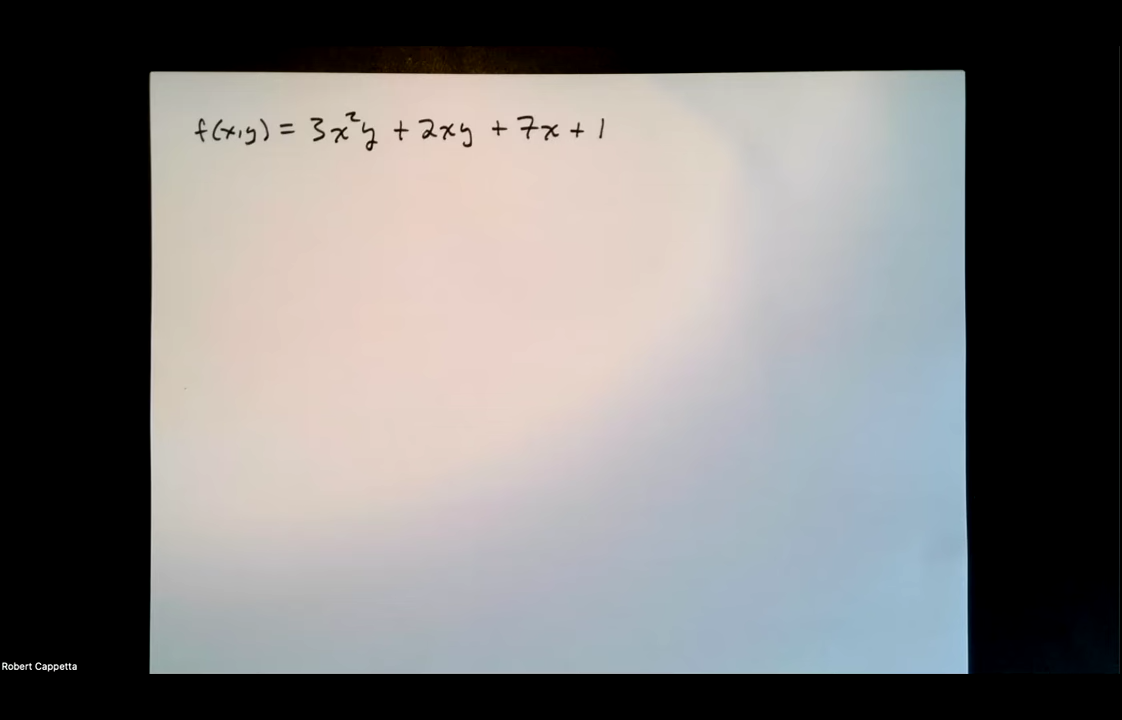 f(x,y) = 3x²y + 2xy + 7x + 1
Robert Cappetta